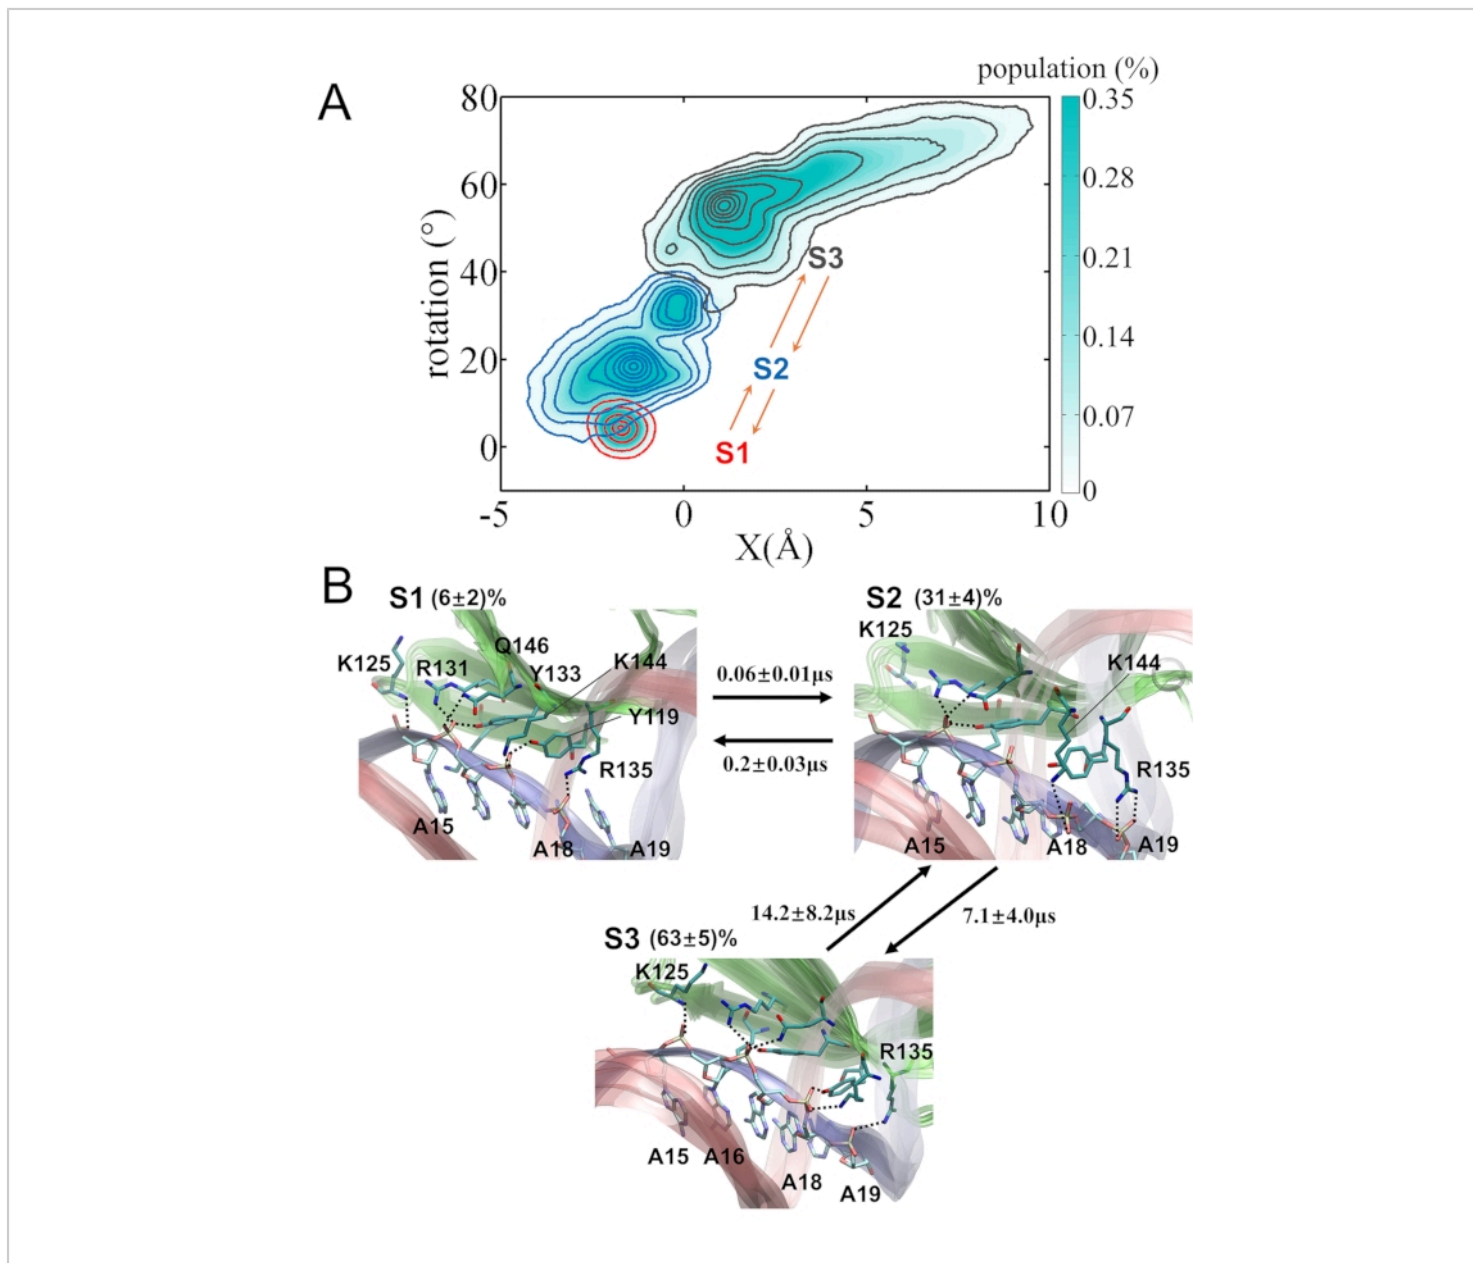 A
population (%)
80
60
40
20
0
rotation (°)
-5
0
5
10
X(Å)
0.35
0.28
0.21
0.14
0.07
0
S3
S2
S1
B
S1 (6±2)%
K125
R131
Q146
Y133
K144
Y119
R135
A15
A18
A19
0.06±0.01μs
0.2±0.03μs
S2 (31±4)%
K125
K144
R135
A15
A18
A19
14.2±8.2μs
7.1±4.0μs
S3 (63±5)%
K125
R135
A15
A16
A18
A19